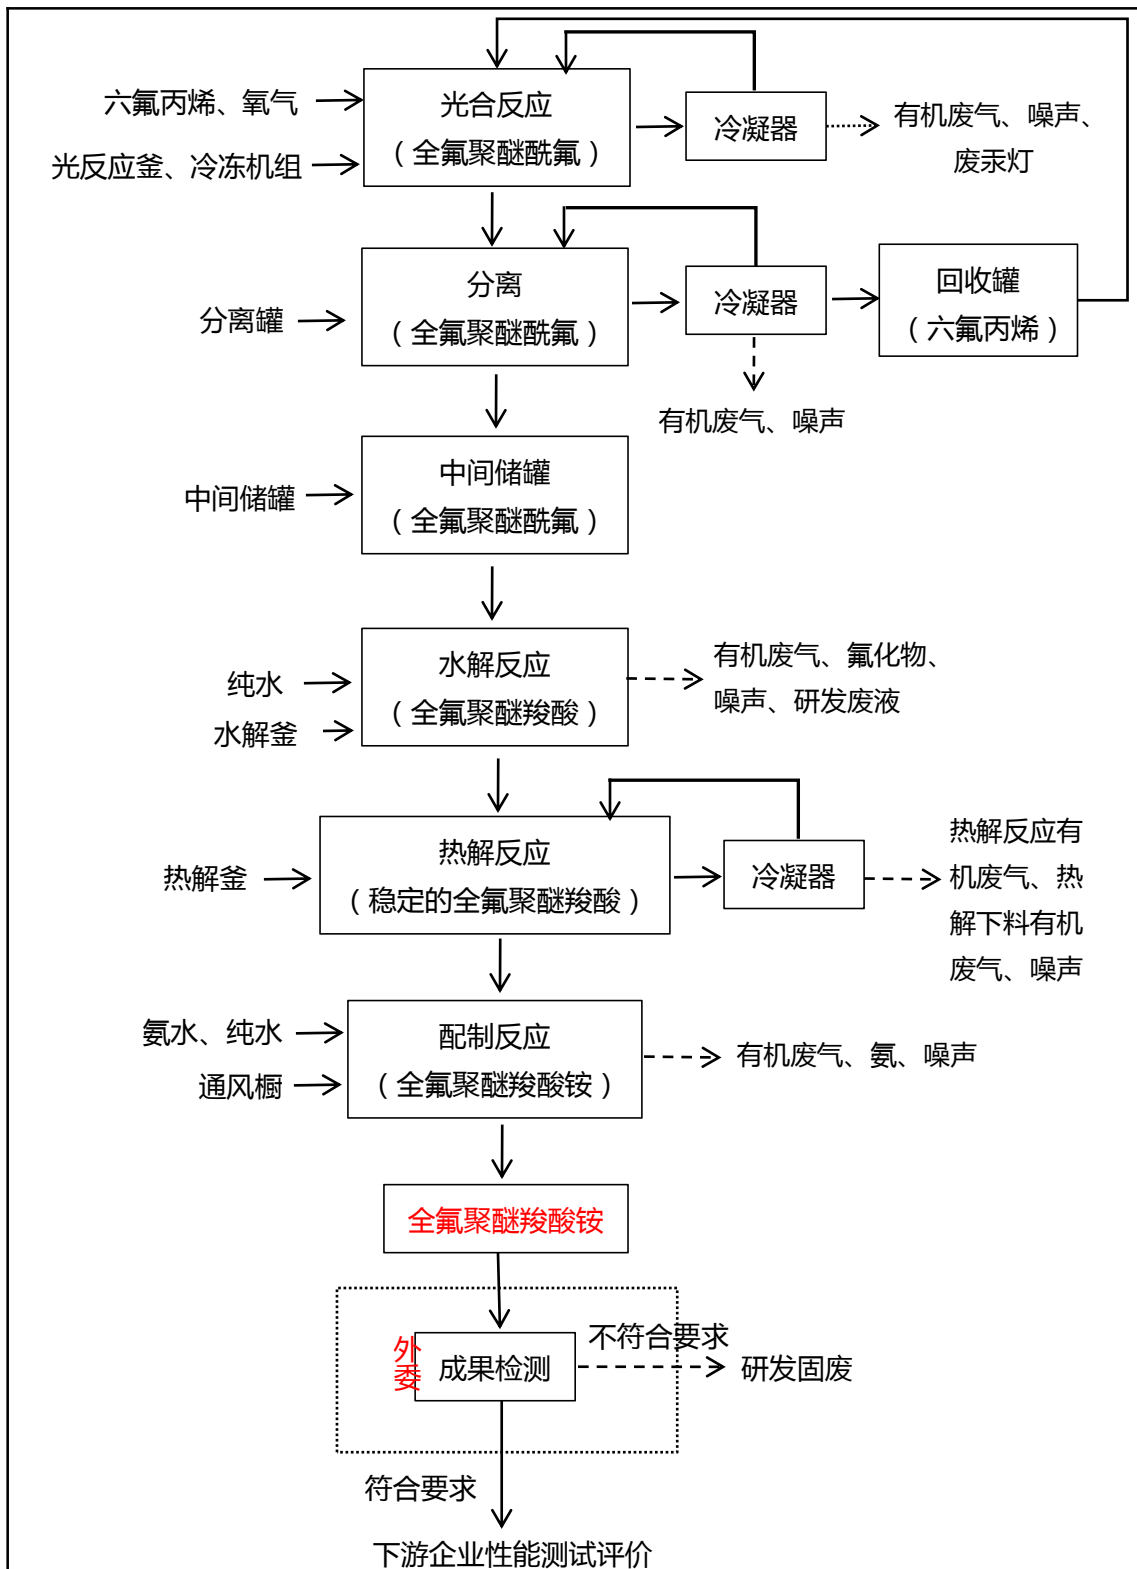 六氟丙烯、氧气
光反应釜、冷冻机组
光合反应
（全氟聚醚酰氟）
冷凝器
有机废气、噪声、
废汞灯
分离罐
分离
（全氟聚醚酰氟）
冷凝器
回收罐
（六氟丙烯）
有机废气、噪声
中间储罐
中间储罐
（全氟聚醚酰氟）
纯水
水解釜
水解反应
（全氟聚醚羧酸）
有机废气、氟化物、
噪声、研发废液
热解釜
热解反应
（稳定的全氟聚醚羧酸）
冷凝器
热解反应有
机废气、热
解下料有机
废气、噪声
氨水、纯水
通风橱
配制反应
（全氟聚醚羧酸铵）
有机废气、氨、噪声
全氟聚醚羧酸铵
外委
成果检测
不符合要求
研发固废
符合要求
下游企业性能测试评价